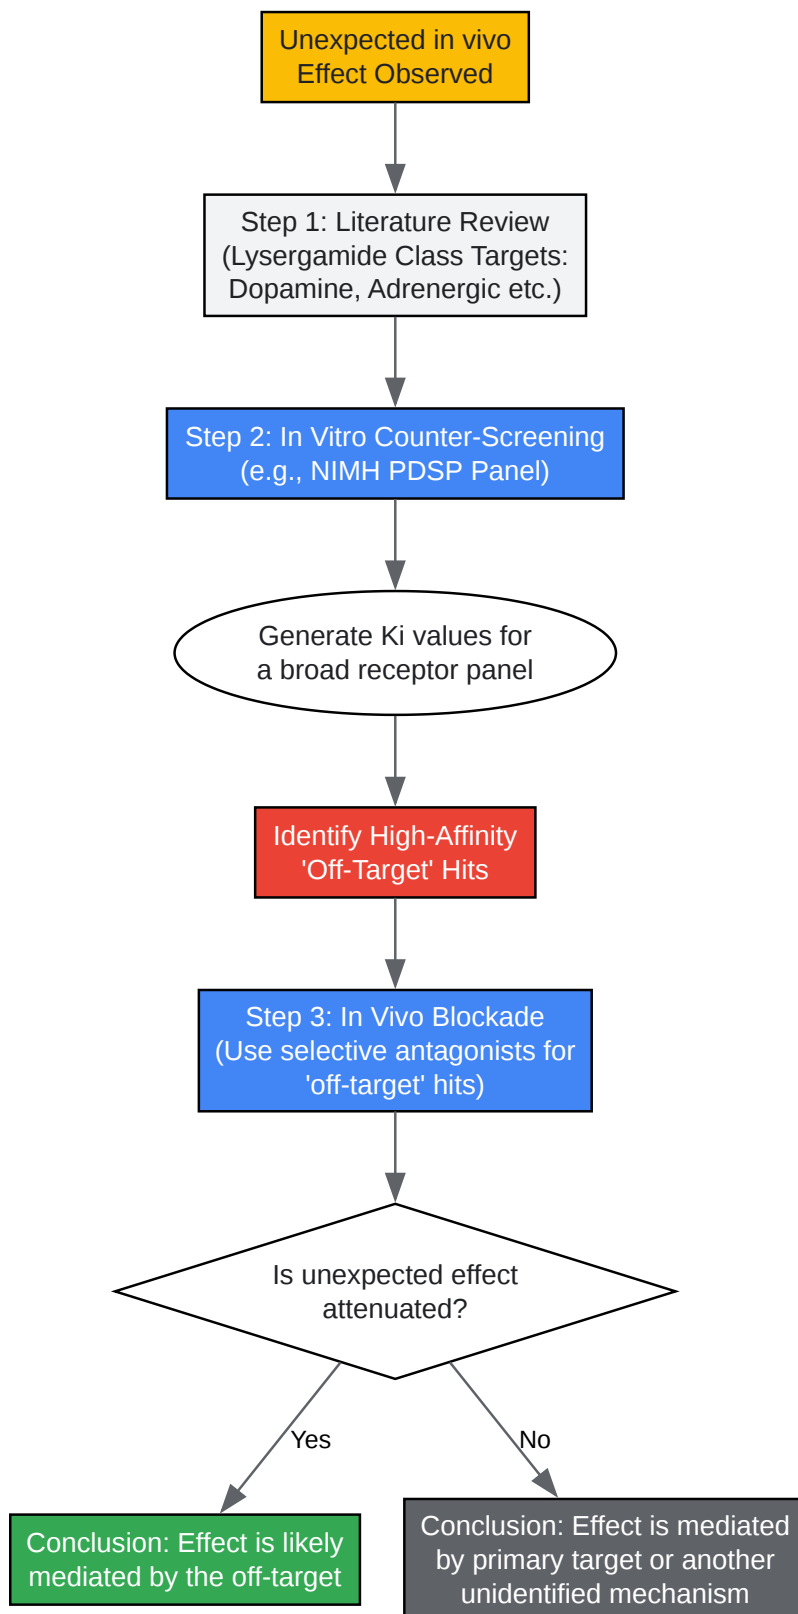 Unexpected in vivo
Effect Observed
Step 1: Literature Review
(Lysergamide Class Targets:
Dopamine, Adrenergic etc.)
Step 2: In Vitro Counter-Screening
(e.g., NIMH PDSP Panel)
Generate Ki values for
a broad receptor panel
Identify High-Affinity
'Off-Target' Hits
Step 3: In Vivo Blockade
(Use selective antagonists for
'off-target' hits)
Is unexpected effect
attenuated?
Yes
No
Conclusion: Effect is likely
mediated by the off-target
Conclusion: Effect is mediated
by primary target or another
unidentified mechanism